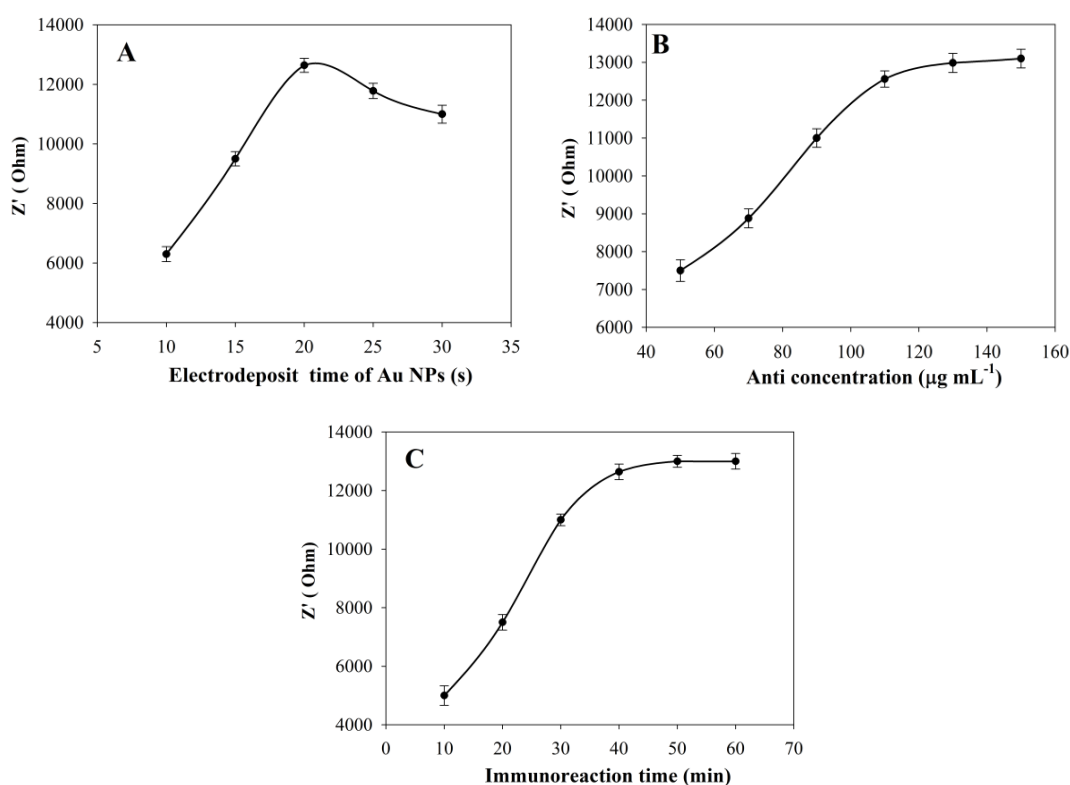 A
14000
12000
10000
8000
6000
4000
5 10 15 20 25 30 35
Z' ( Ohm)
Electrodeposit time of Au NPs (s)
B
14000
13000
12000
11000
10000
9000
8000
7000
6000
40 60 80 100 120 140 160
Z' ( Ohm)
Anti concentration (μg mL⁻¹)
C
14000
12000
10000
8000
6000
4000
0 10 20 30 40 50 60 70
Z' ( Ohm)
Immunoreaction time (min)